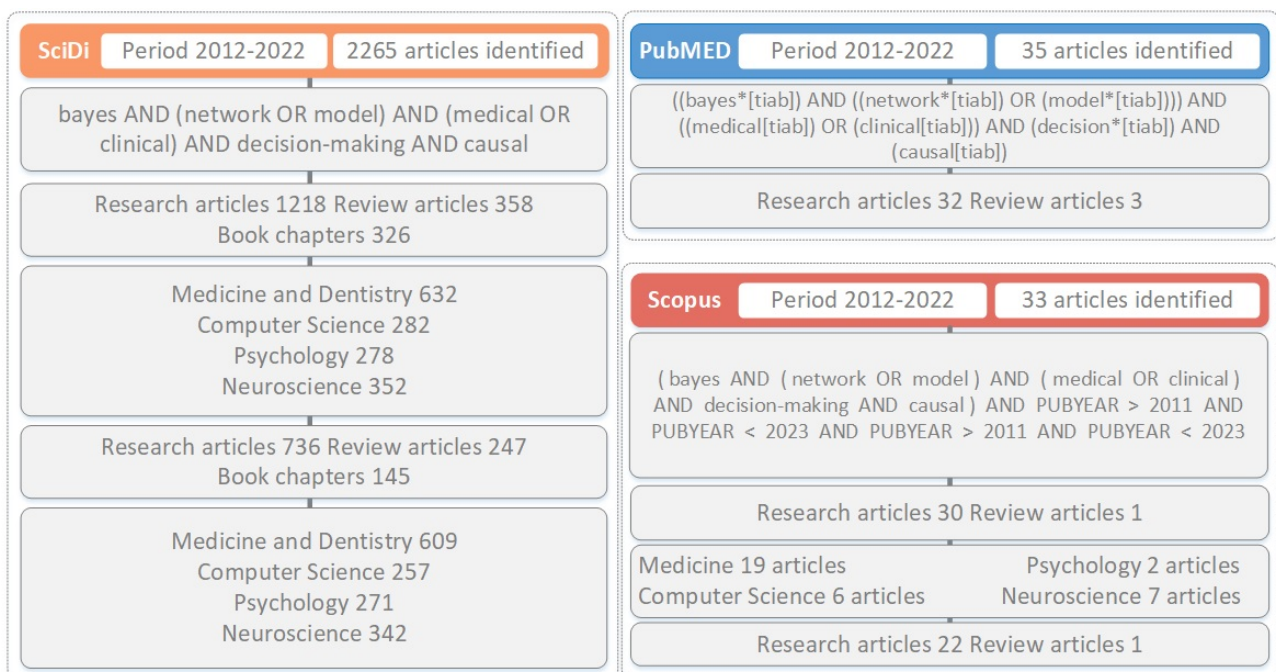 SciDi Period 2012-2022 2265 articles identified
bayes AND (network OR model) AND (medical OR
clinical) AND decision-making AND causal
Research articles 1218 Review articles 358
Book chapters 326
Medicine and Dentistry 632
Computer Science 282
Psychology 278
Neuroscience 352
Research articles 736 Review articles 247
Book chapters 145
Medicine and Dentistry 609
Computer Science 257
Psychology 271
Neuroscience 342
PubMED Period 2012-2022 35 articles identified
((bayes*[tiab]) AND ((network*[tiab]) OR (model*[tiab]))) AND
((medical[tiab]) OR (clinical[tiab])) AND (decision*[tiab]) AND
(causal[tiab])
Research articles 32 Review articles 3
Scopus Period 2012-2022 33 articles identified
( bayes AND ( network OR model ) AND ( medical OR clinical )
AND decision-making AND causal ) AND PUBYEAR > 2011 AND
PUBYEAR < 2023 AND PUBYEAR > 2011 AND PUBYEAR < 2023
Research articles 30 Review articles 1
Medicine 19 articles Psychology 2 articles
Computer Science 6 articles Neuroscience 7 articles
Research articles 22 Review articles 1